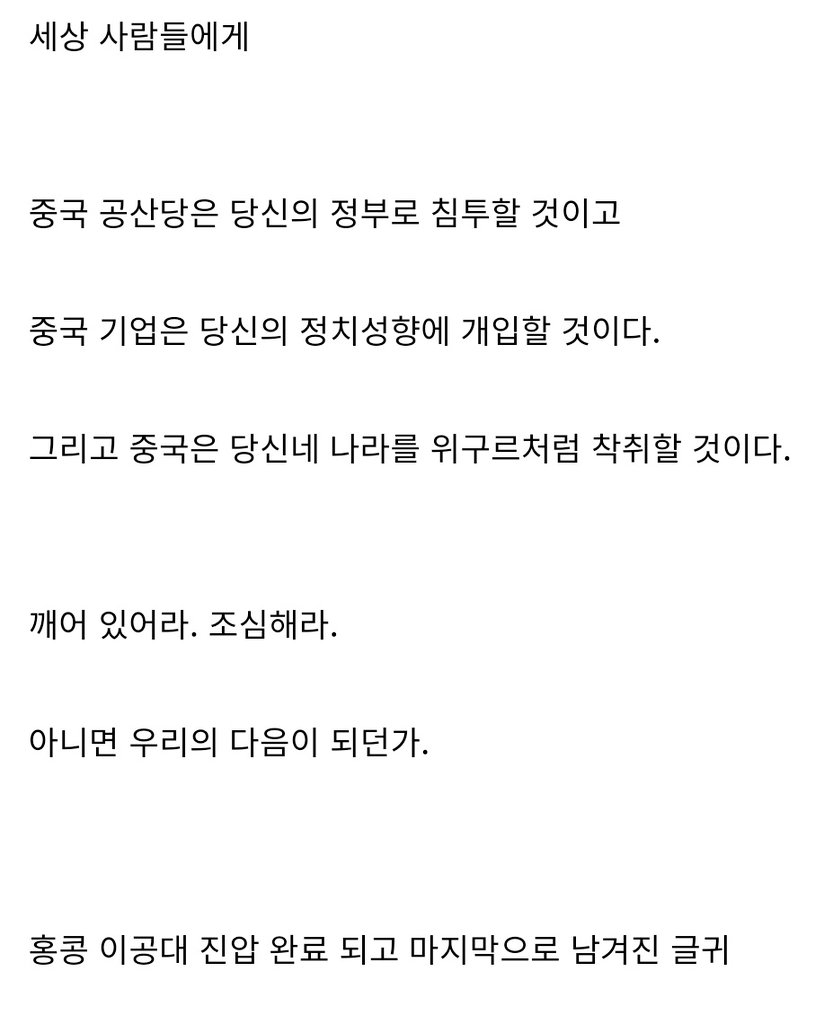 세상 사람들에게
중국 공산당은 당신의 정부로 침투할 것이고
중국 기업은 당신의 정치성향에 개입할 것이다.
그리고 중국은 당신네 나라를 위구르처럼 착취할 것이다.
깨어 있어라. 조심해라.
아니면 우리의 다음이 되던가.
홍콩 이공대 진압 완료 되고 마지막으로 남겨진 글귀